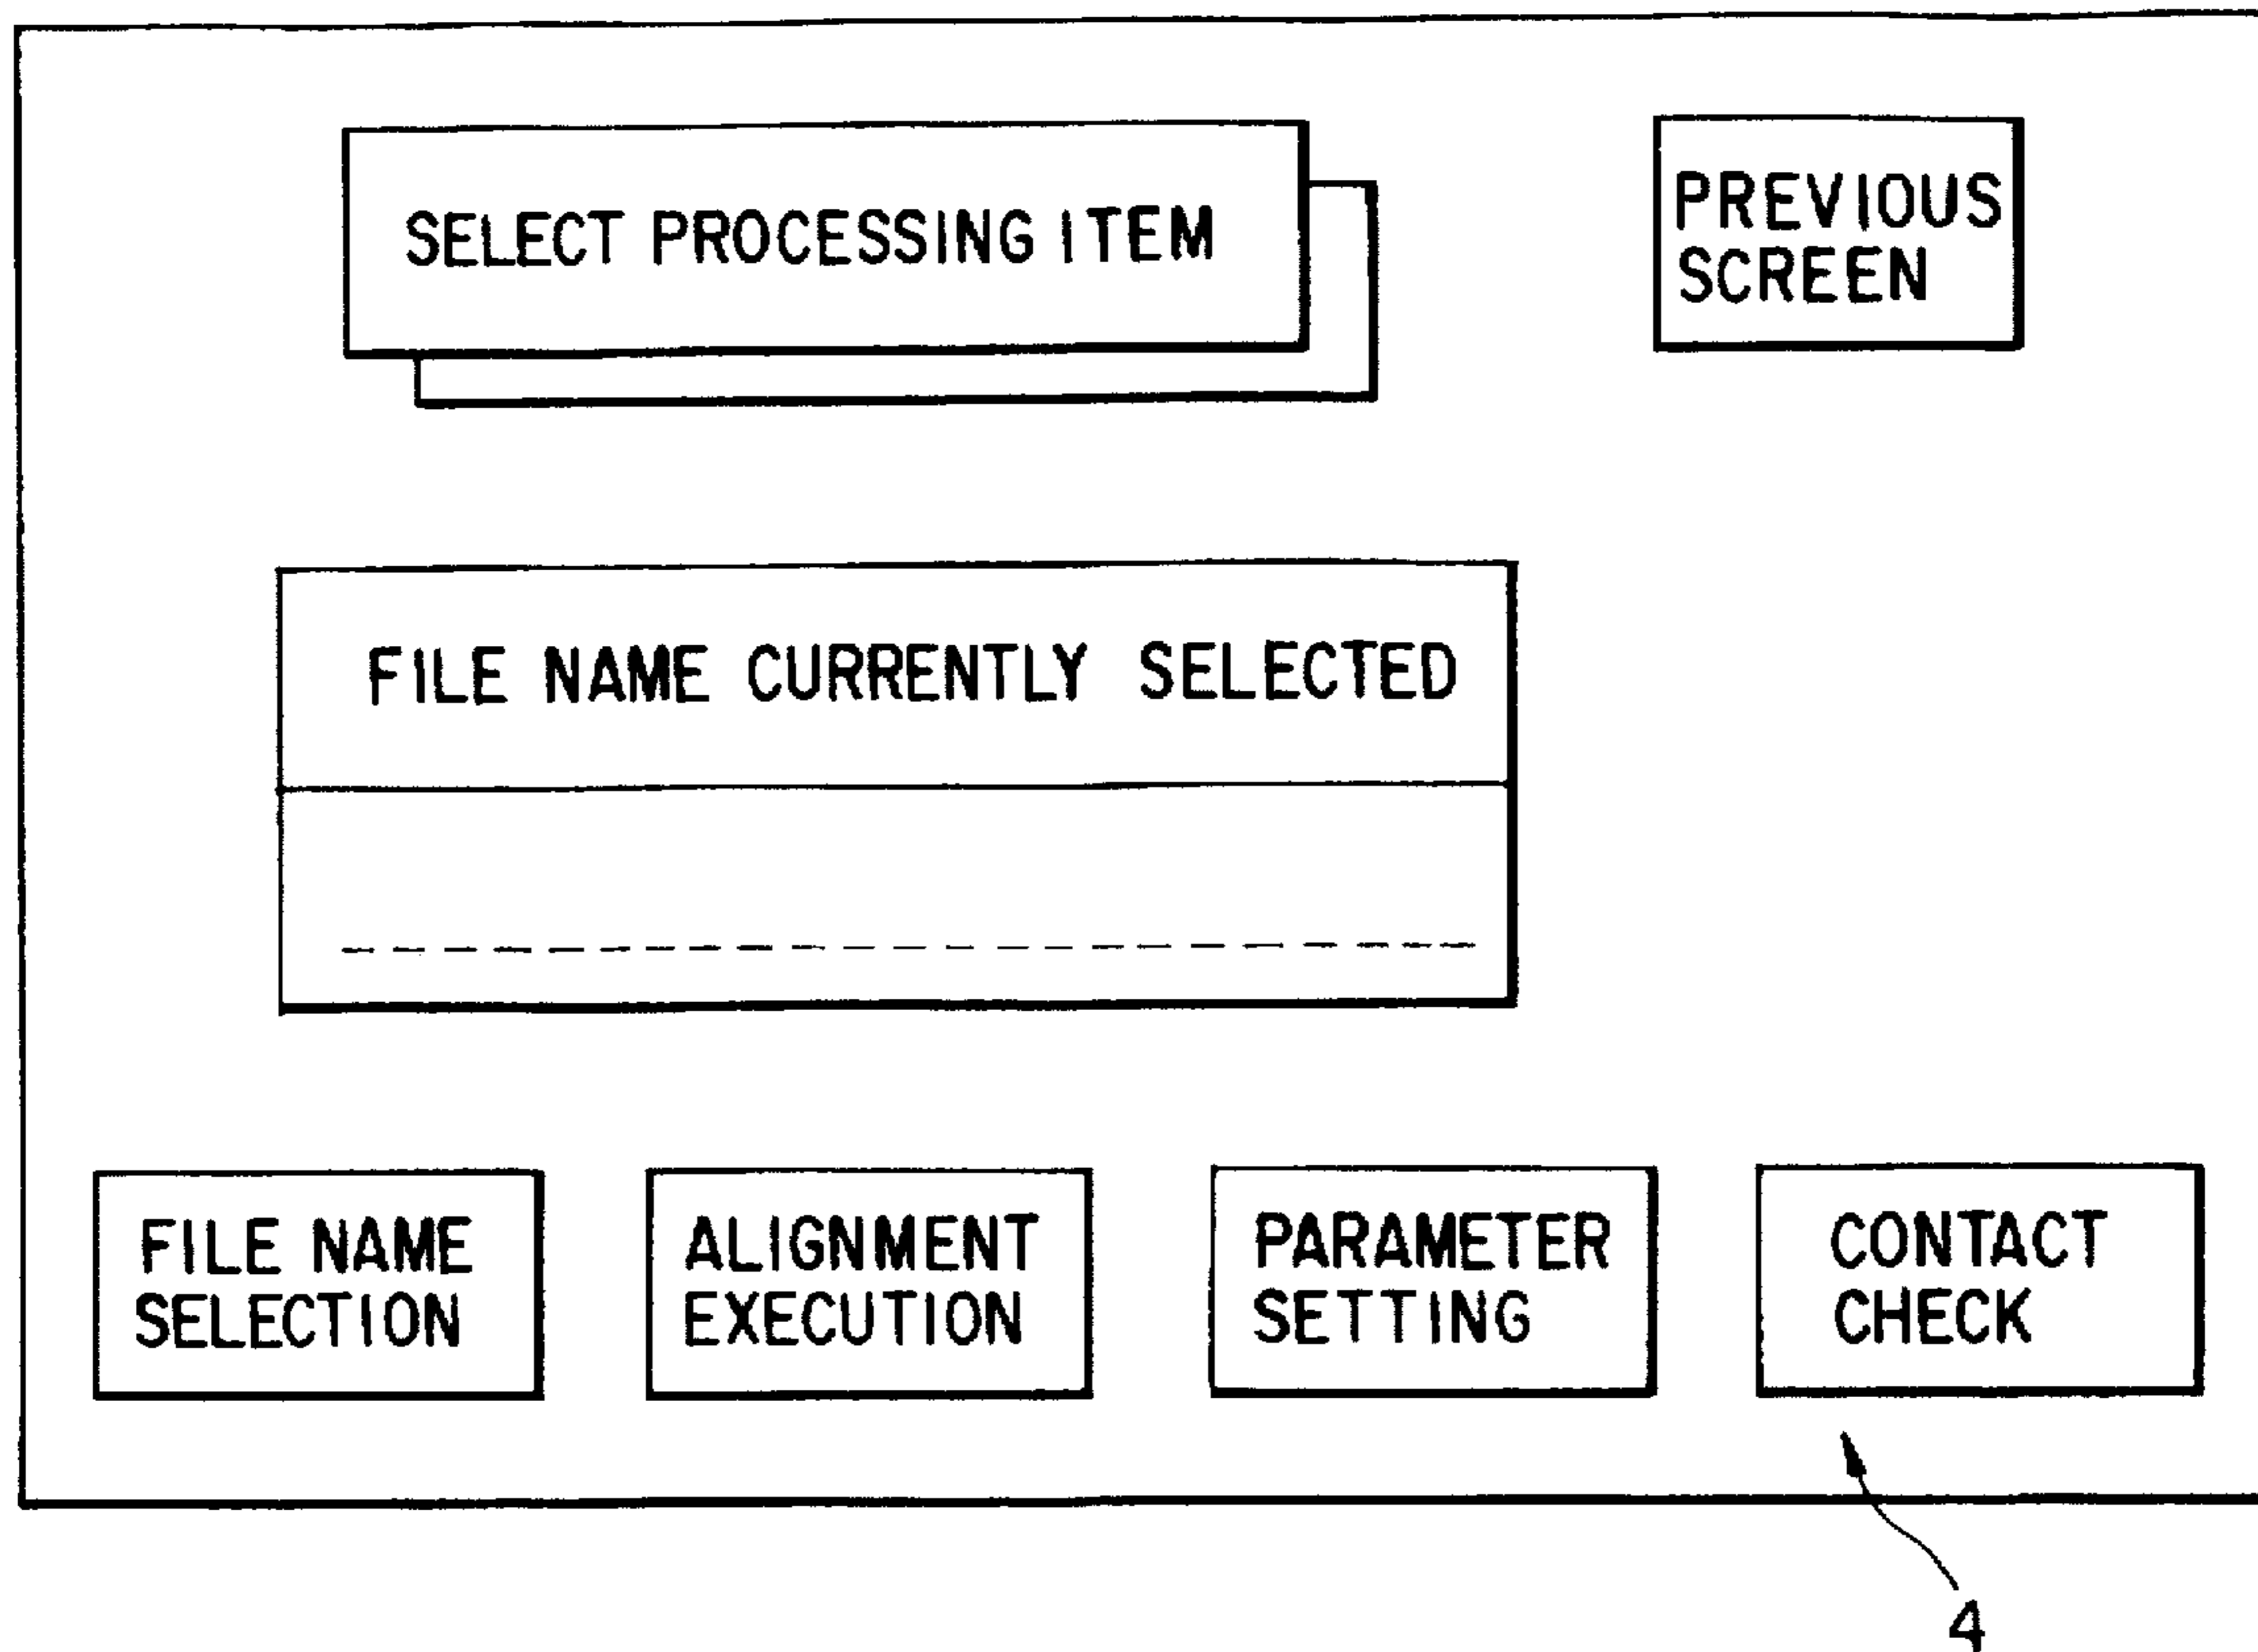 SELECT PROCESSING ITEM
PREVIOUS
SCREEN
FILE NAME CURRENTLY SELECTED
FILE NAME
SELECTION
ALIGNMENT
EXECUTION
PARAMETER
SETTING
CONTACT
CHECK
4